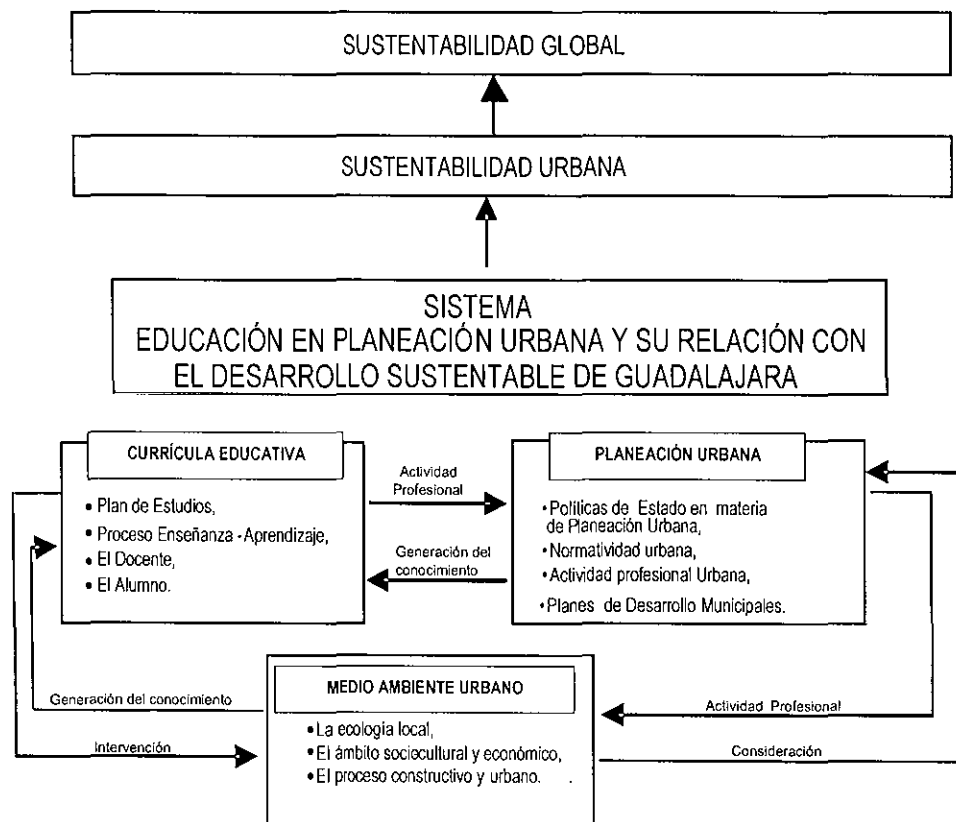 SUSTENTABILIDAD GLOBAL
SUSTENTABILIDAD URBANA
SISTEMA
EDUCACIÓN EN PLANEACIÓN URBANA Y SU RELACIÓN CON
EL DESARROLLO SUSTENTABLE DE GUADALAJARA
CURRÍCULA EDUCATIVA
• Plan de Estudios,
• Proceso Enseñanza - Aprendizaje,
• El Docente,
• El Alumno.
Actividad
Profesional
Generación del
conocimiento
PLANEACIÓN URBANA
• Políticas de Estado en materia
de Planeación Urbana,
• Normatividad urbana,
• Actividad profesional Urbana,
• Planes de Desarrollo Municipales.
Generación del conocimiento
Intervención
MEDIO AMBIENTE URBANO
• La ecología local,
• El ámbito sociocultural y económico,
• El proceso constructivo y urbano.
Actividad Profesional
Consideración